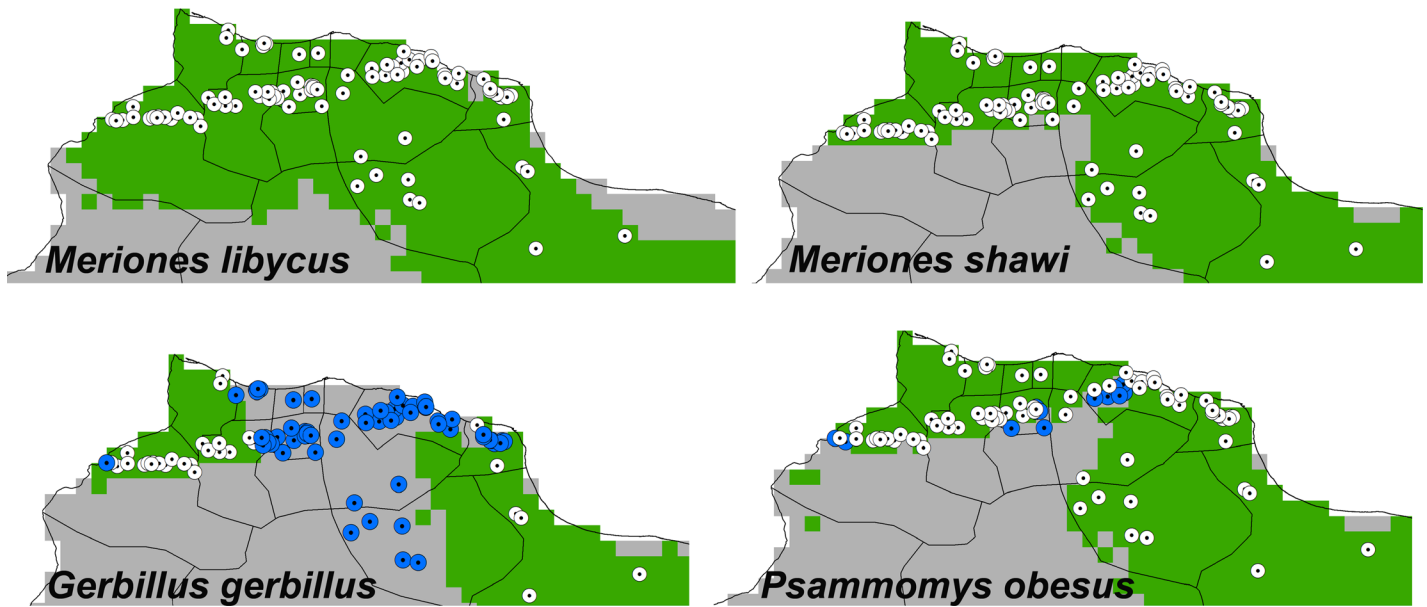 Meriones libycus
Meriones shawi
Gerbillus gerbillus
Psammomys obesus